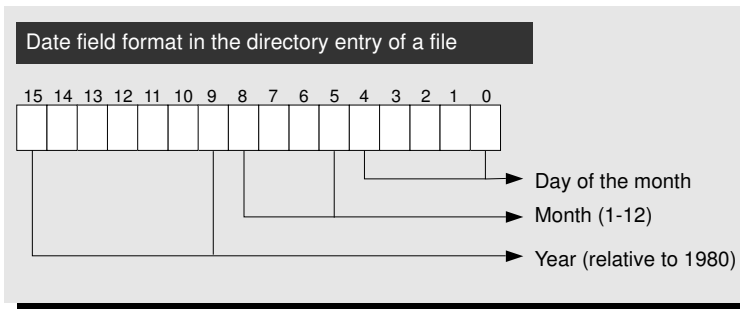 Date field format in the directory entry of a file
15 14 13 12 11 10 9 8 7 6 5 4 3 2 1 0
Day of the month
Month (1-12)
Year (relative to 1980)